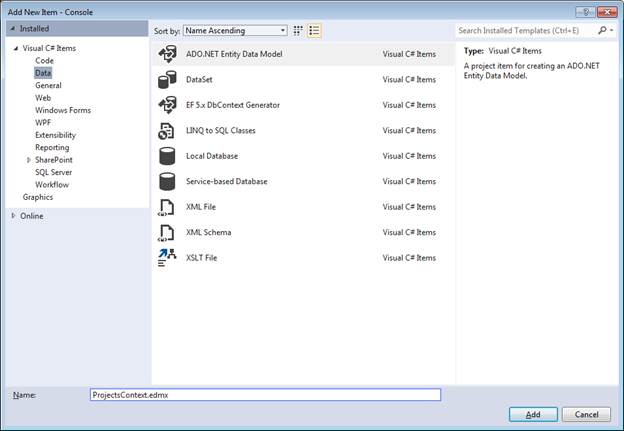 Add New Item - Console
Installed
Sort by: Name Ascending
Search Installed Templates (Ctrl+E)
Visual C# Items
Code
Data
General
Web
Windows Forms
WPF
Extensibility
Reporting
SharePoint
SQL Server
Workflow
Graphics
Online
ADO.NET Entity Data Model Visual C# Items
DataSet Visual C# Items
EF 5.x DbContext Generator Visual C# Items
LINQ to SQL Classes Visual C# Items
Local Database Visual C# Items
Service-based Database Visual C# Items
XML File Visual C# Items
XML Schema Visual C# Items
XSLT File Visual C# Items
Type: Visual C# Items
A project item for creating an ADO.NET
Entity Data Model.
Name: ProjectsContext.edmx
Add Cancel